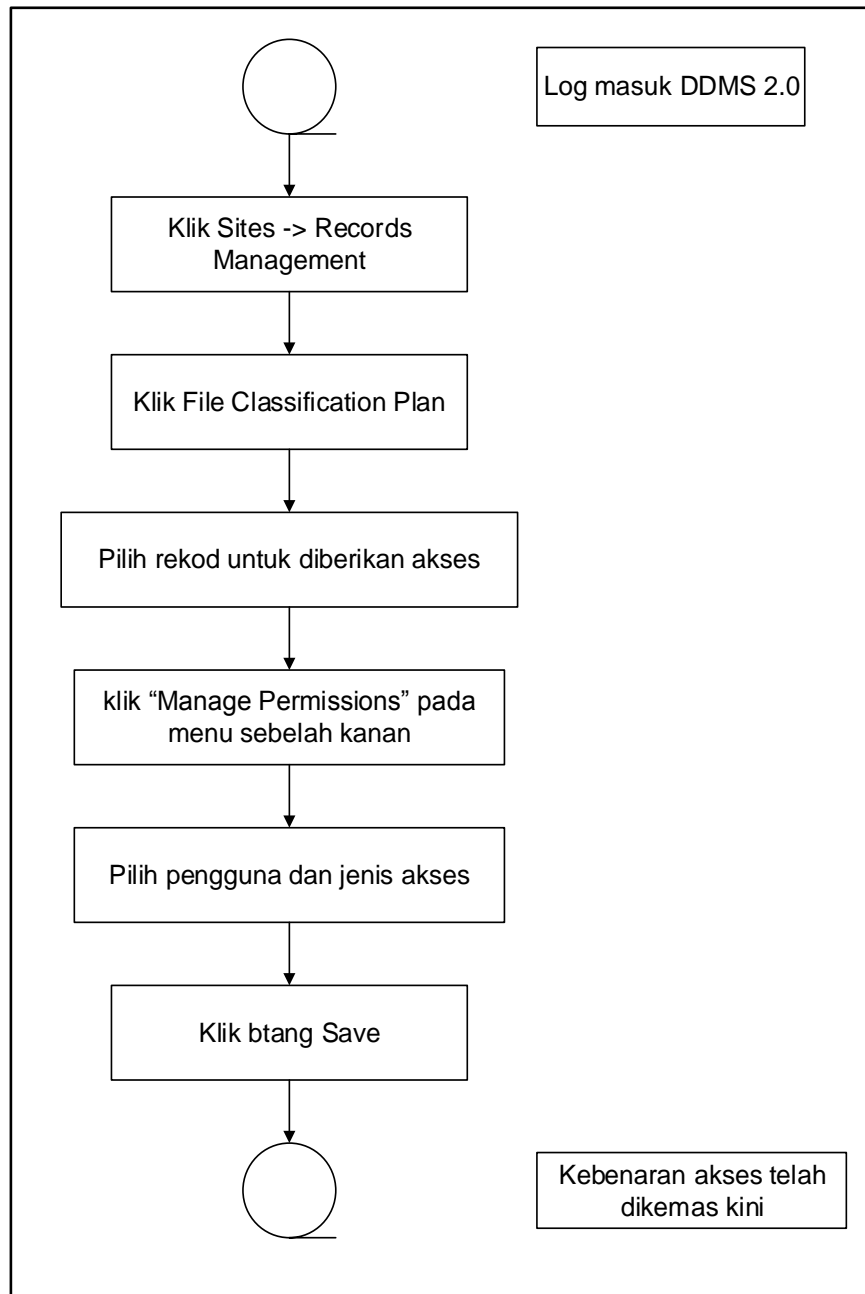 Log masuk DDMS 2.0
Klik Sites -> Records
Management
Klik File Classification Plan
Pilih rekod untuk diberikan akses
klik “Manage Permissions” pada
menu sebelah kanan
Pilih pengguna dan jenis akses
Klik btang Save
Kebenaran akses telah
dikemas kini